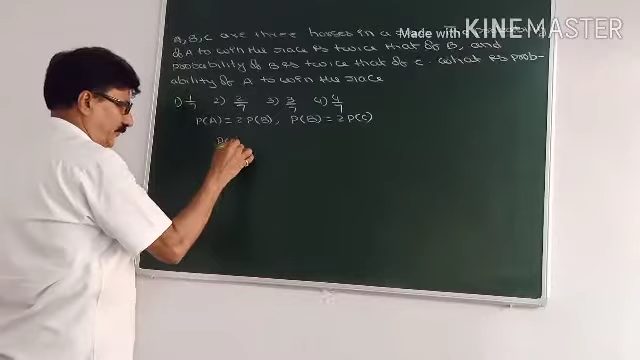 A, B, C are three horses in a
Made with KINEMASTER
of A to win the race is twice that of B, and
probability of B is twice that of C. What is prob-
ability of A to win the race
1) 1/7 2) 2/7 3) 3/7 4) 4/7
P(A) = 2 P(B), P(B) = 2 P(C)